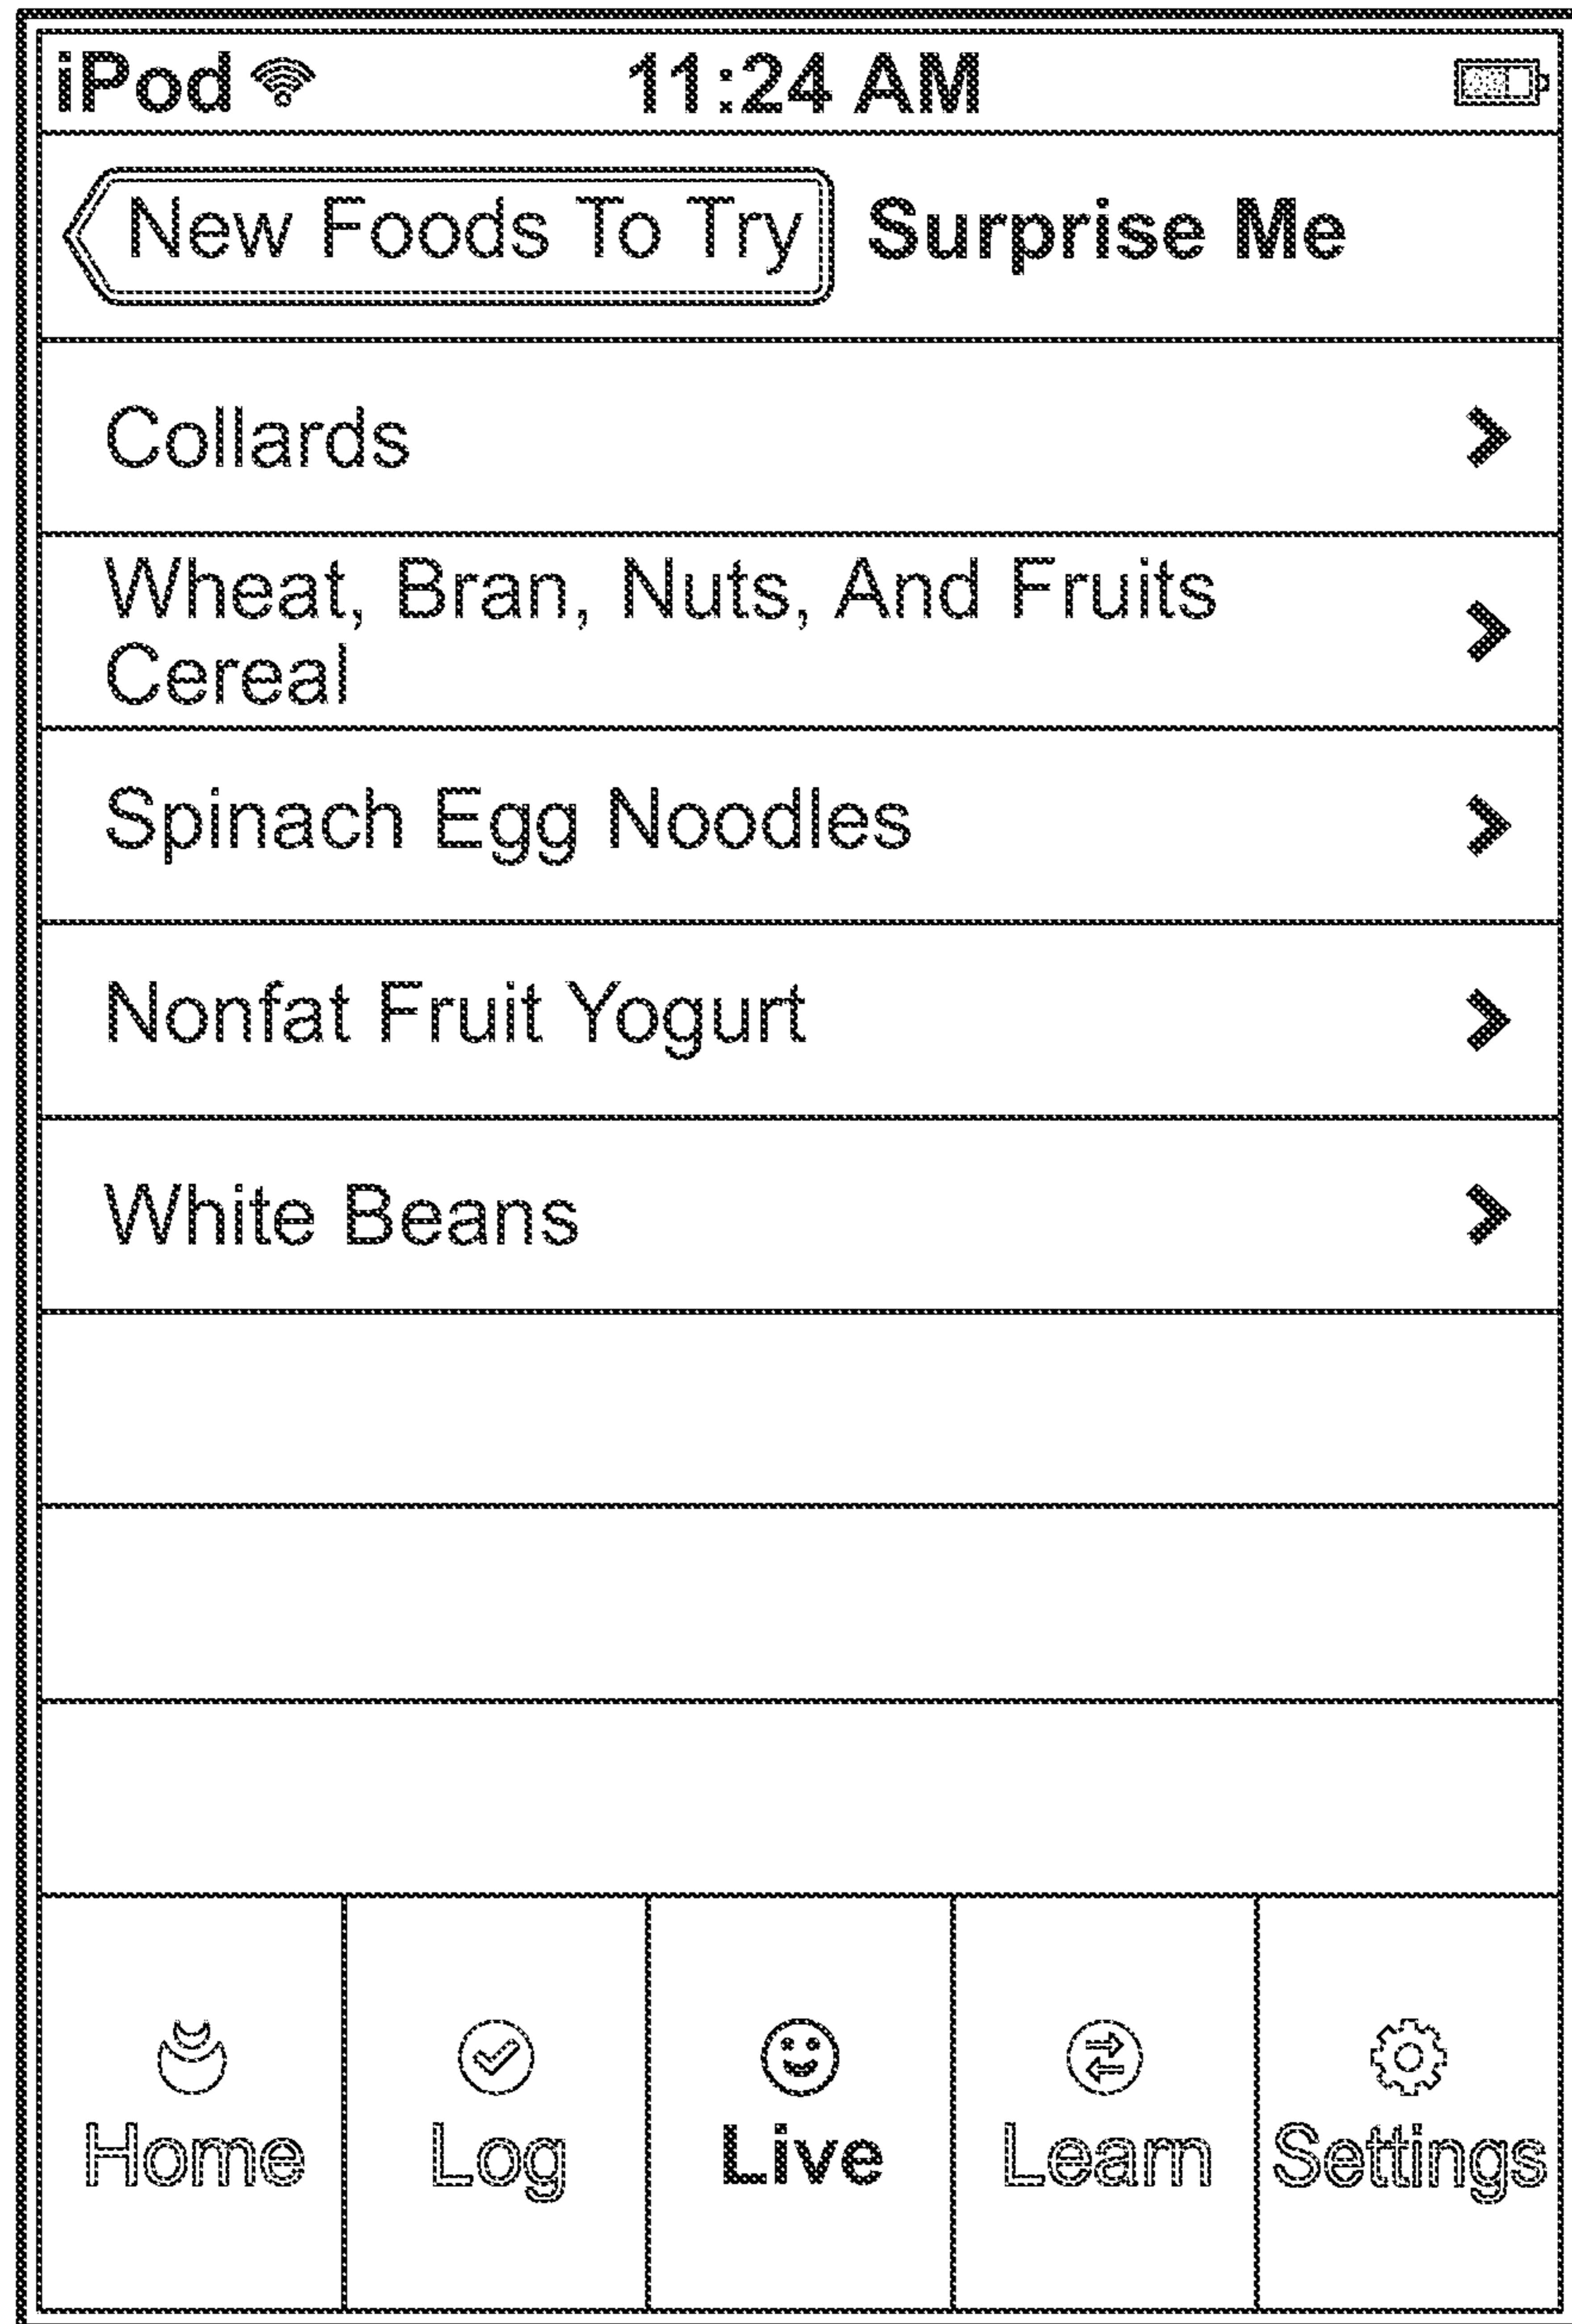 iPod 11:24 AM
New Foods To Try Surprise Me
Collards
Wheat, Bran, Nuts, And Fruits
Cereal
Spinach Egg Noodles
Nonfat Fruit Yogurt
White Beans
Home Log Live Learn Settings